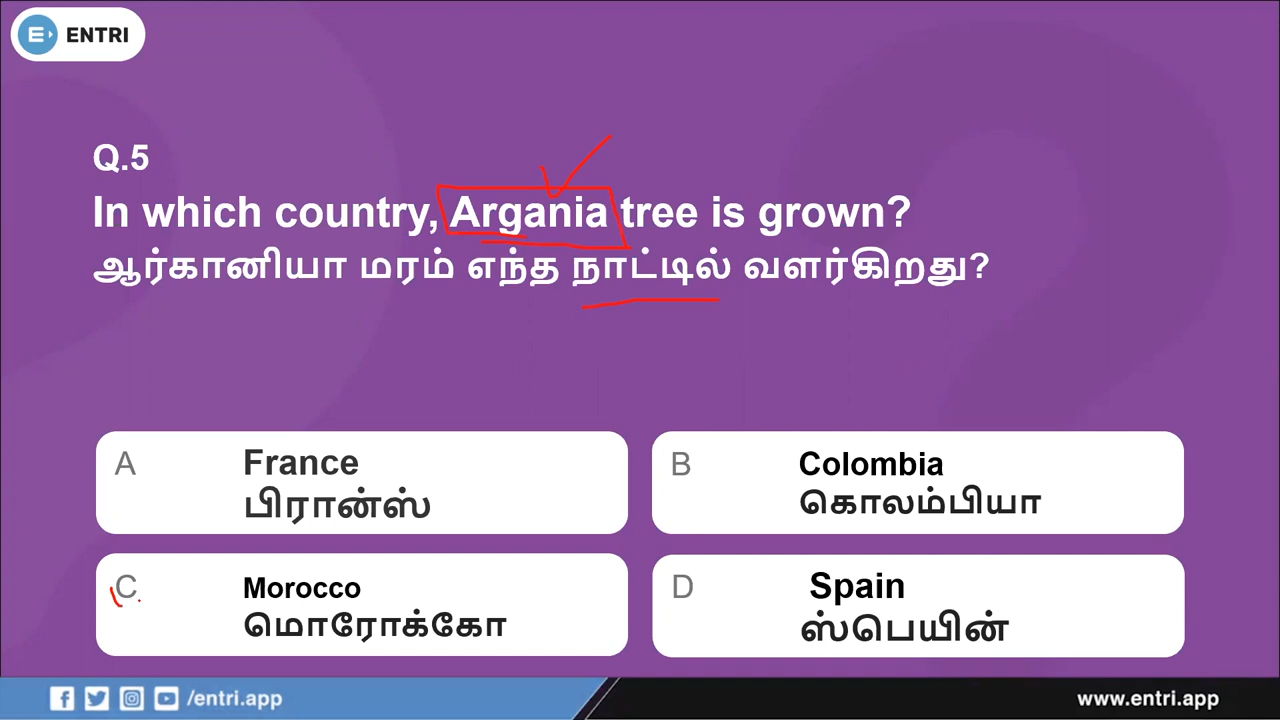 E ENTRI
Q.5
In which country, Argania tree is grown?
ஆர்கானியா மரம் எந்த நாட்டில் வளர்கிறது?
A France
பிரான்ஸ்
B Colombia
கொலம்பியா
C Morocco
மொரோக்கோ
D Spain
ஸ்பெயின்
/entri.app
www.entri.app